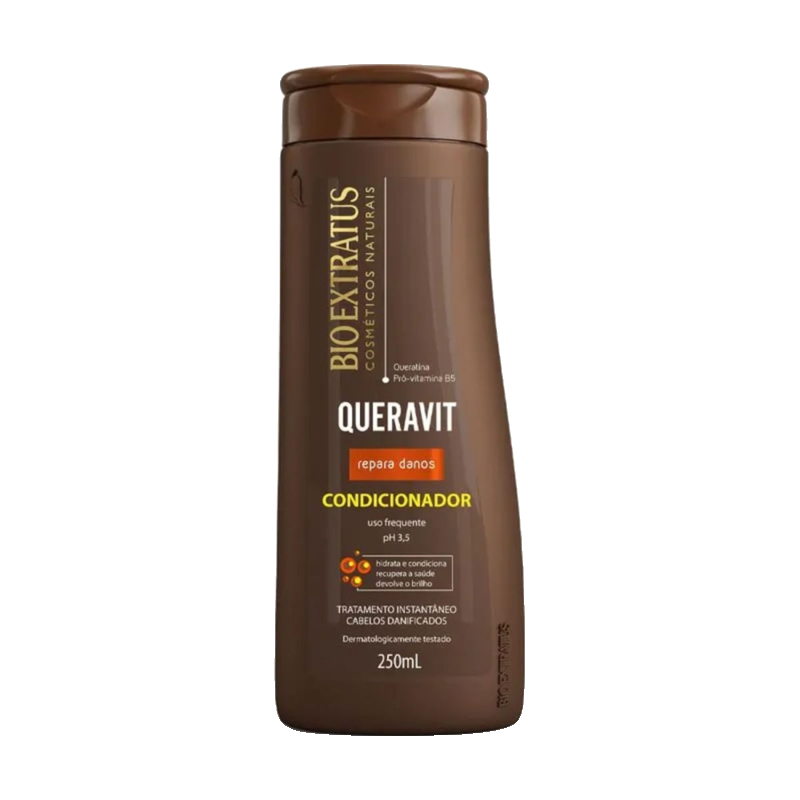 BIO EXTRATUS
COSMÉTICOS NATURAIS
Queratina
Pró-vitamina B5
QUERAVIT
repara danos
CONDICIONADOR
uso frequente
pH 3,5
hidrata e condiciona
recupera a saúde
devolve o brilho
TRATAMENTO INSTANTÂNEO
CABELOS DANIFICADOS
Dermatologicamente testado
250mL
BIO EXTRATUS